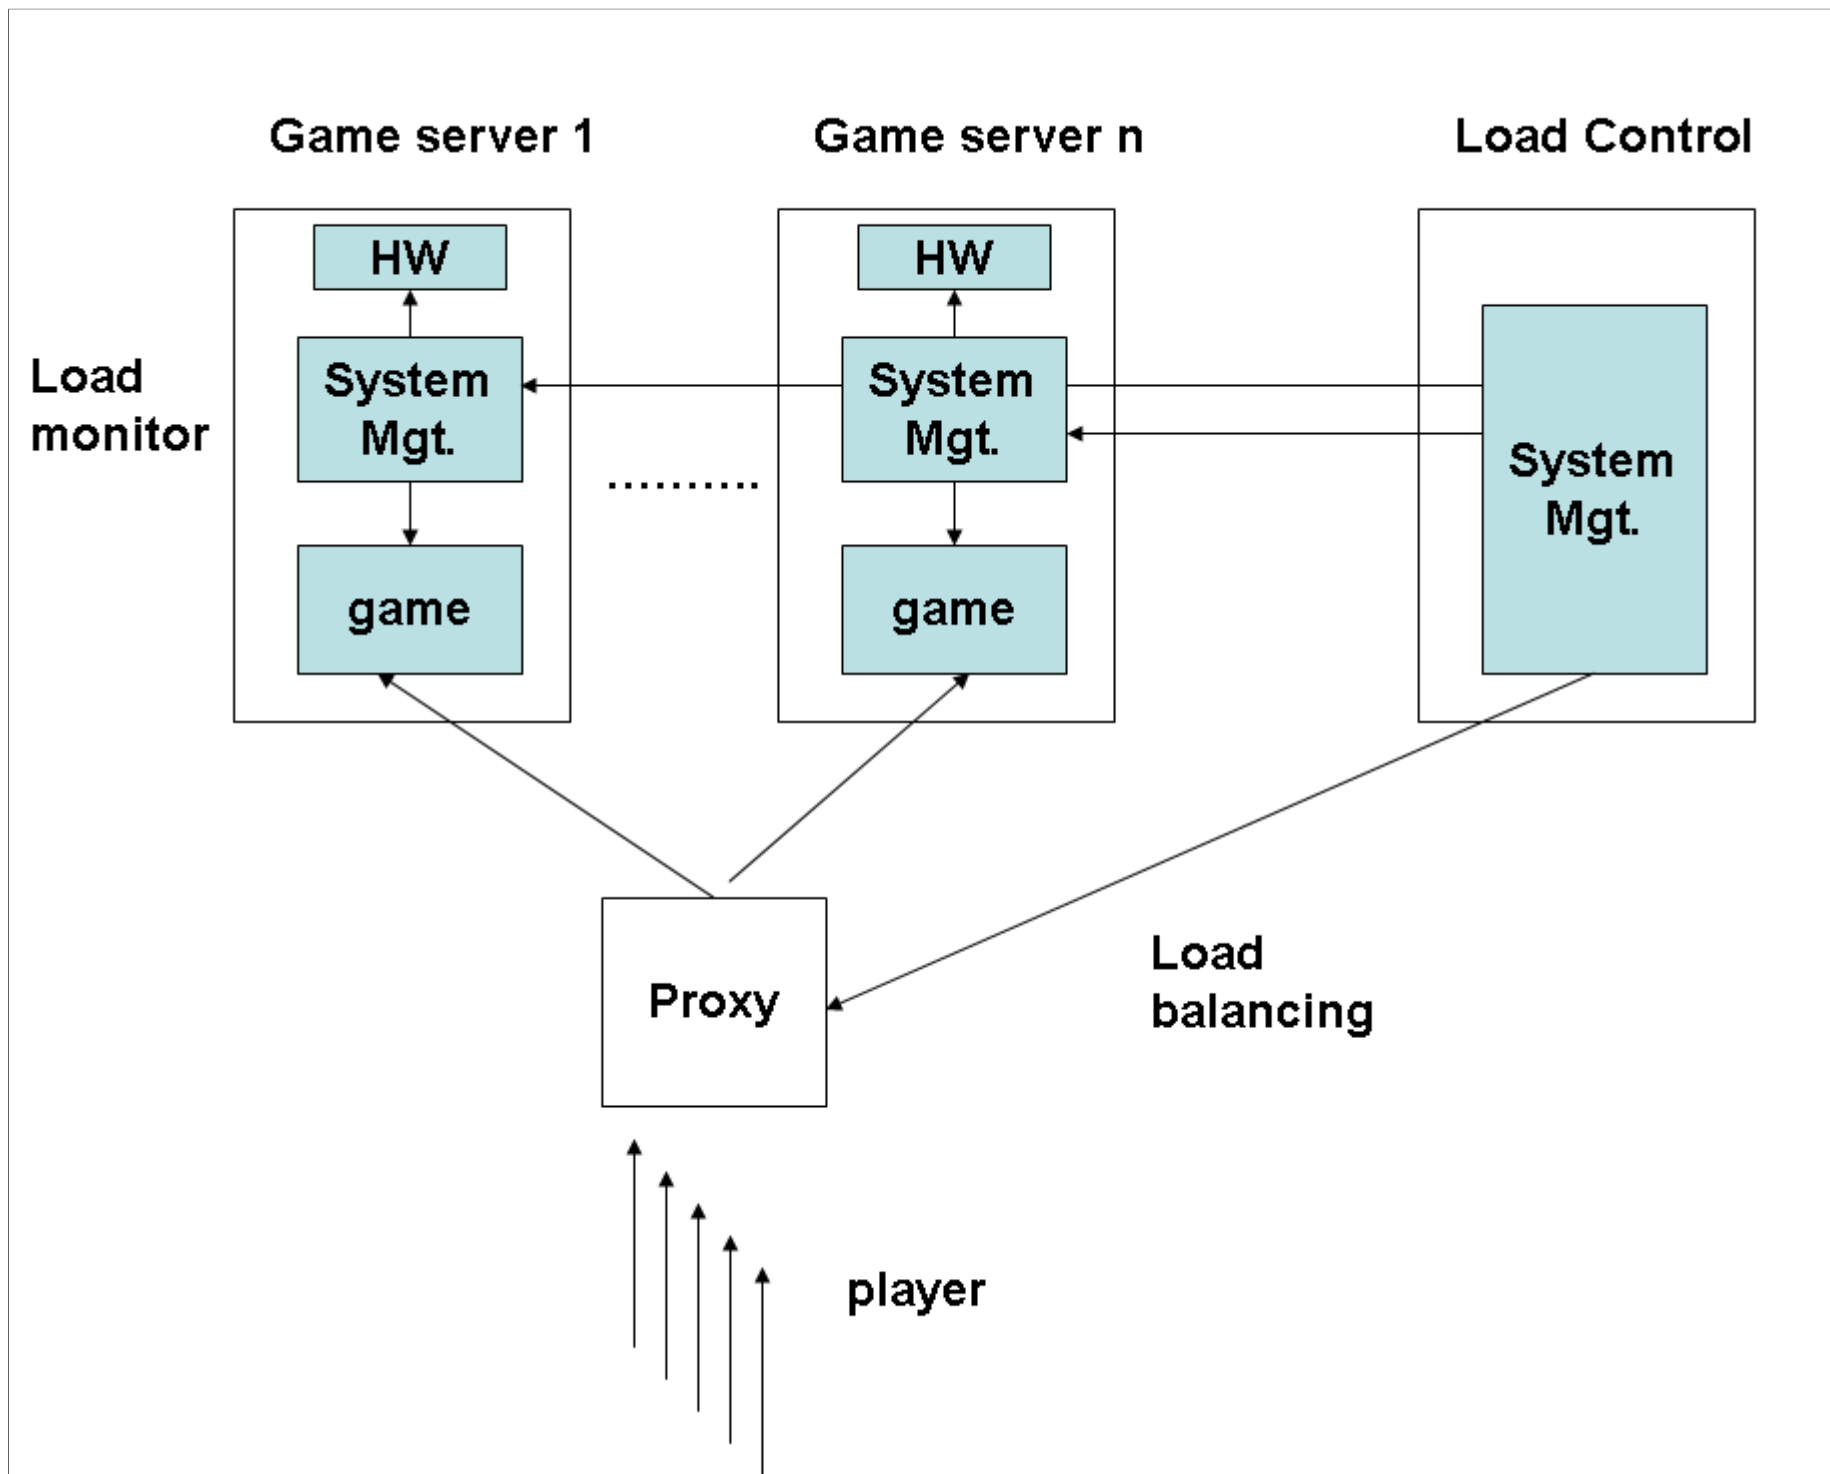 Game server 1
Game server n
Load Control
HW
HW
Load
monitor
System
Mgt.
System
Mgt.
System
Mgt.
..........
game
game
Proxy
Load
balancing
player